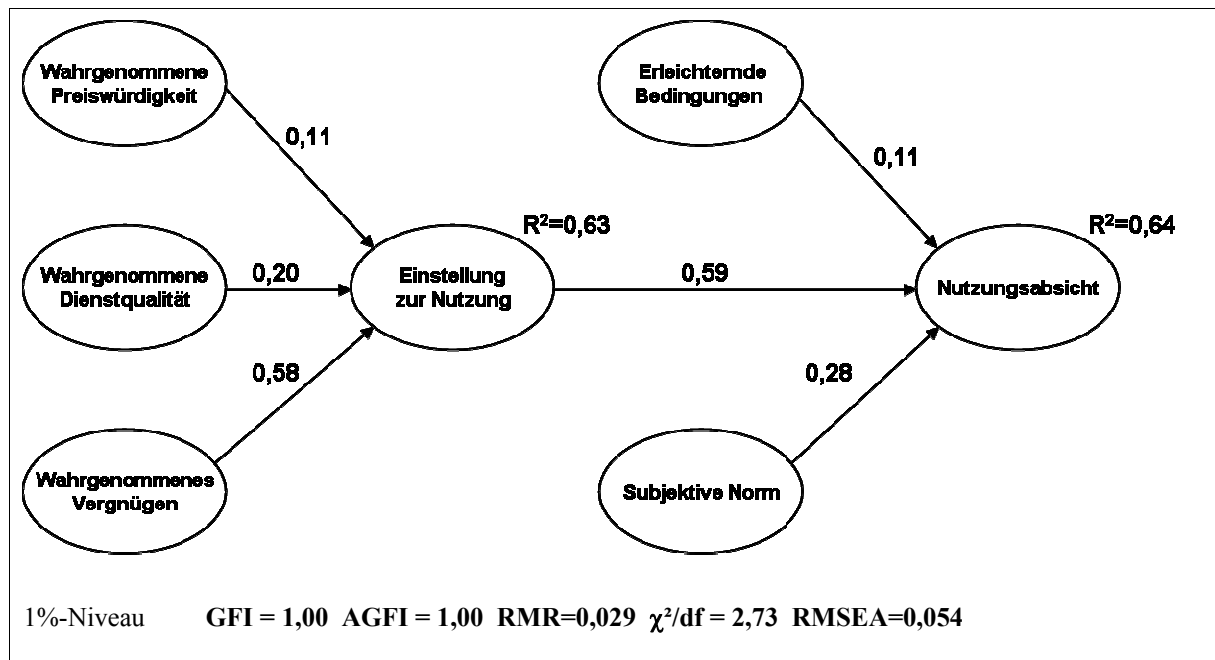 Wahrgenommene
Preiswürdigkeit
Erleichternde
Bedingungen
0,11
0,11
R²=0,63
R²=0,64
Wahrgenommene
Dienstqualität
0,20
Einstellung
zur Nutzung
0,59
Nutzungsabsicht
0,58
0,28
Wahrgenommenes
Vergnügen
Subjektive Norm
1%-Niveau GFI = 1,00 AGFI = 1,00 RMR=0,029 χ²/df = 2,73 RMSEA=0,054